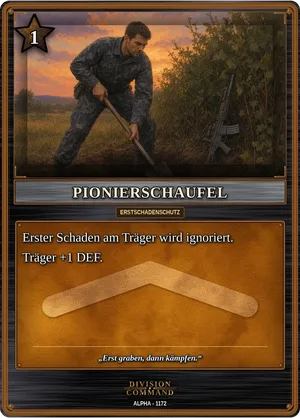 1
PIONIERSCHAUFEL
ERSTSCHADENSCHUTZ
Erster Schaden am Träger wird ignoriert.
Träger +1 DEF.
„Erst graben, dann kämpfen.“
DIVISION
COMMAND
ALPHA - 1172